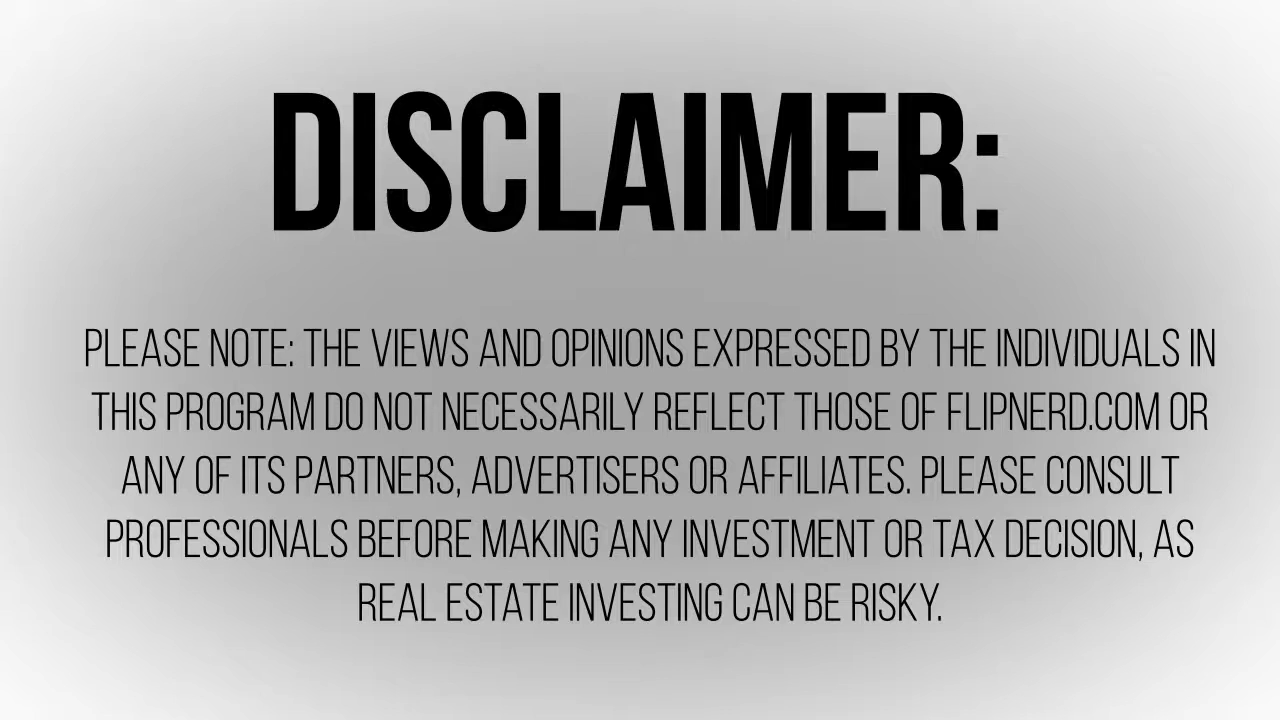 DISCLAIMER:
PLEASE NOTE: THE VIEWS AND OPINIONS EXPRESSED BY THE INDIVIDUALS IN
THIS PROGRAM DO NOT NECESSARILY REFLECT THOSE OF FLIPNERD.COM OR
ANY OF ITS PARTNERS, ADVERTISERS OR AFFILIATES. PLEASE CONSULT
PROFESSIONALS BEFORE MAKING ANY INVESTMENT OR TAX DECISION, AS
REAL ESTATE INVESTING CAN BE RISKY.